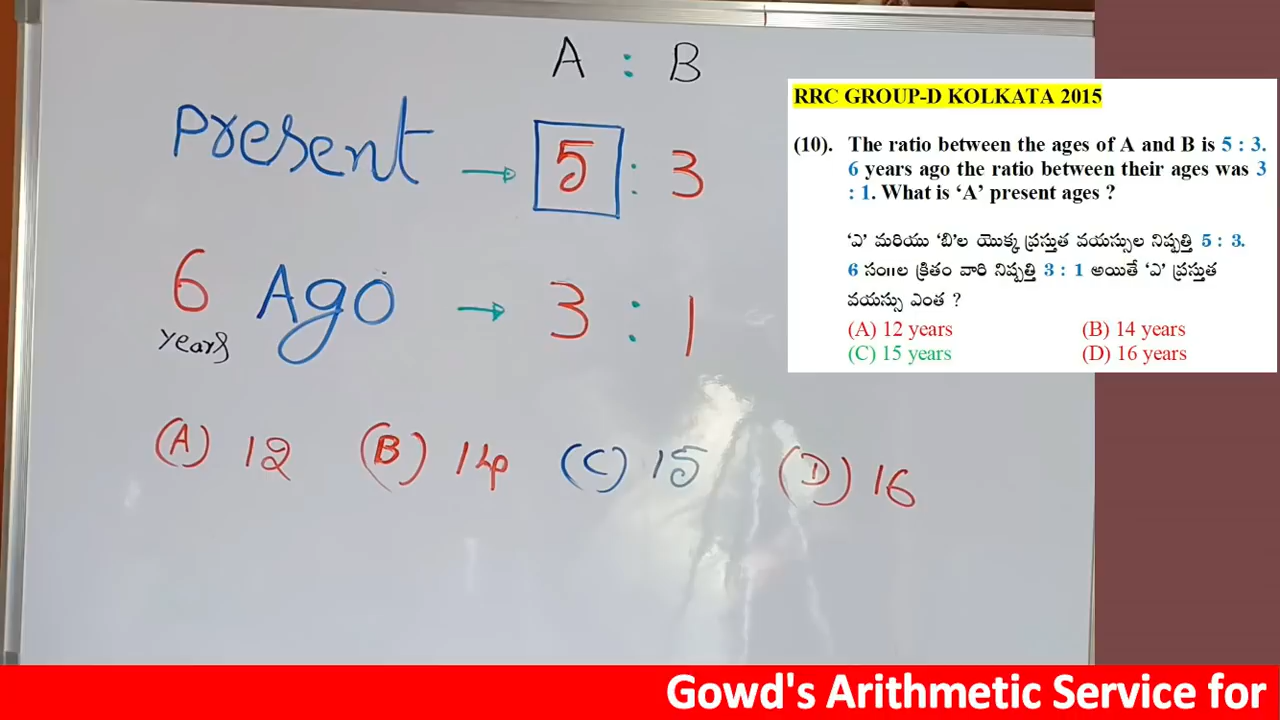 A : B
Present → 5 : 3
6 years Ago → 3 : 1
(A) 12 (B) 14 (C) 15 (D) 16
RRC GROUP-D KOLKATA 2015
(10). The ratio between the ages of A and B is 5 : 3.
6 years ago the ratio between their ages was 3
: 1. What is ‘A’ present ages ?
‘ఎ’ మరియు ‘బి’ల యొక్క ప్రస్తుత వయస్సుల నిష్పత్తి 5 : 3.
6 సం॥ల క్రితం వారి నిష్పత్తి 3 : 1 అయితే ‘ఎ’ ప్రస్తుత
వయస్సు ఎంత ?
(A) 12 years (B) 14 years
(C) 15 years (D) 16 years
Gowd's Arithmetic Service for